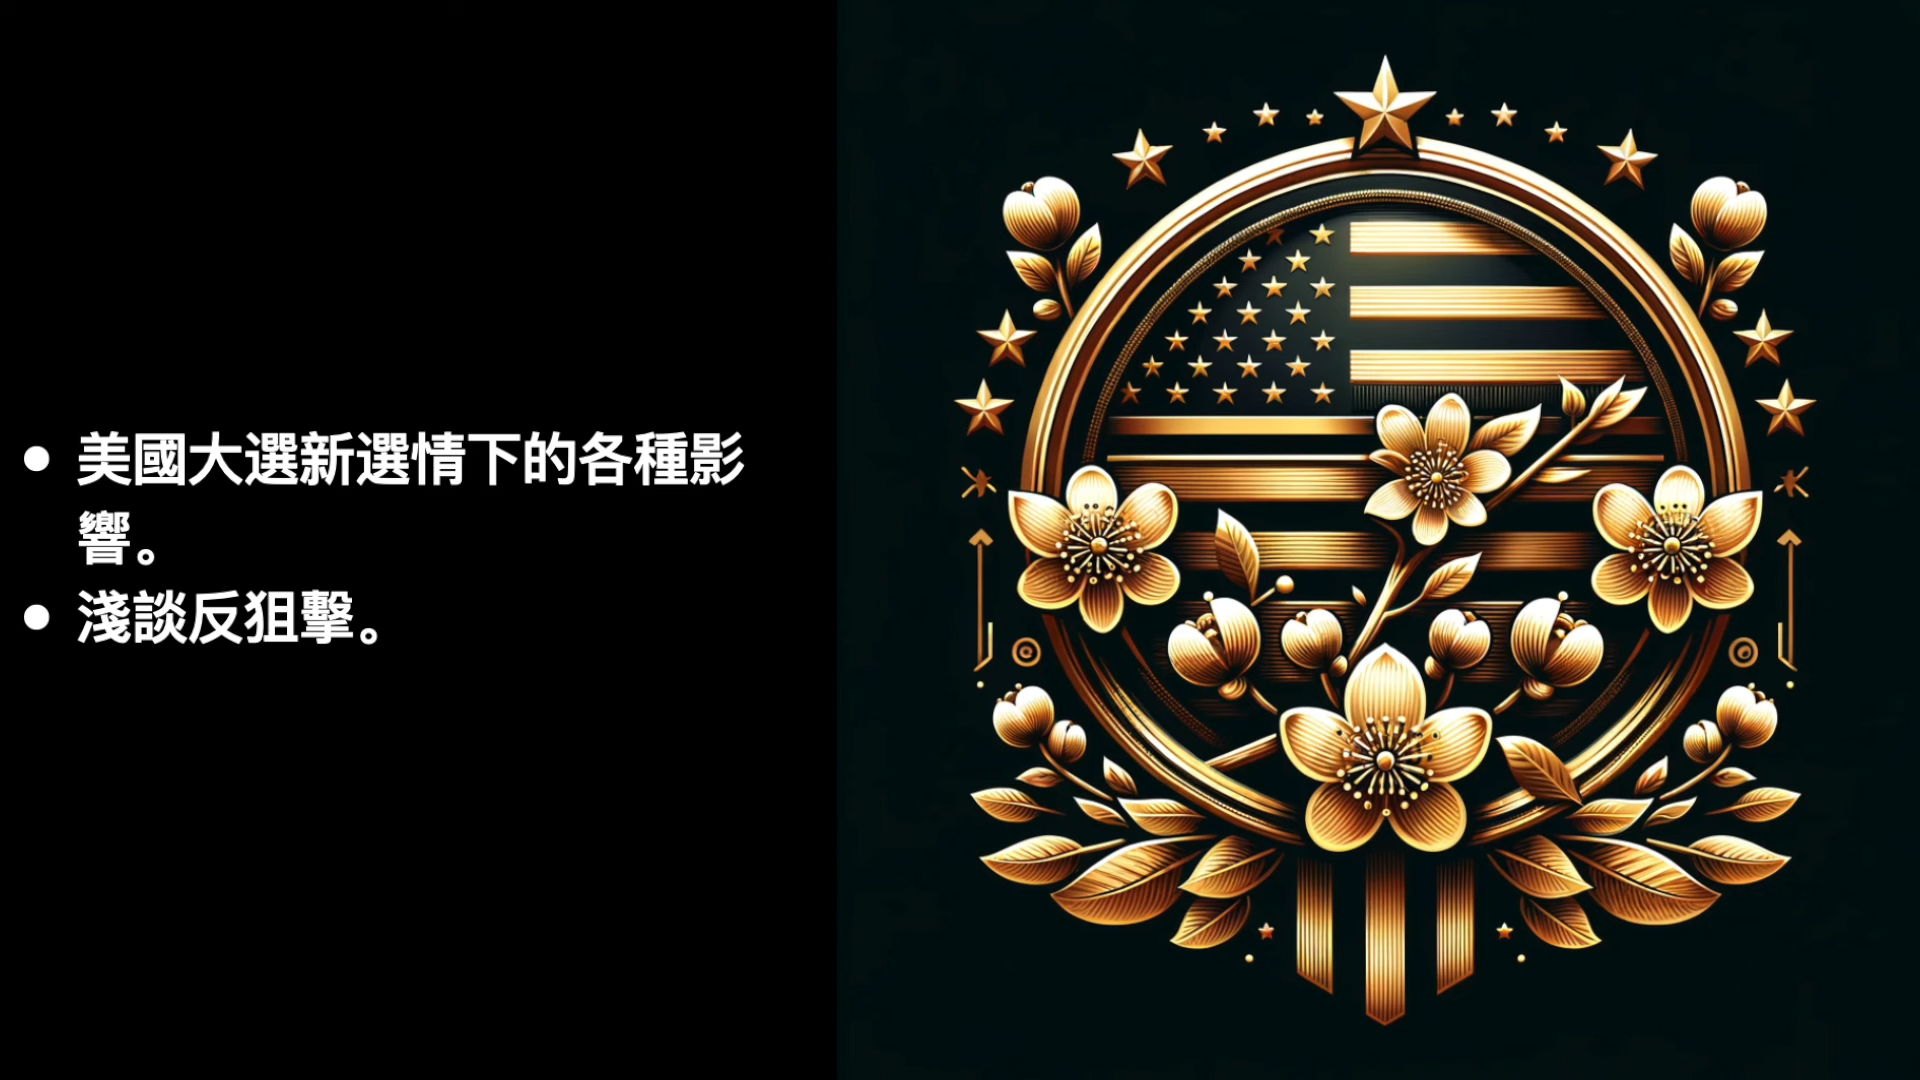 • 美國大選新選情下的各種影
響。
• 淺談反狙擊。